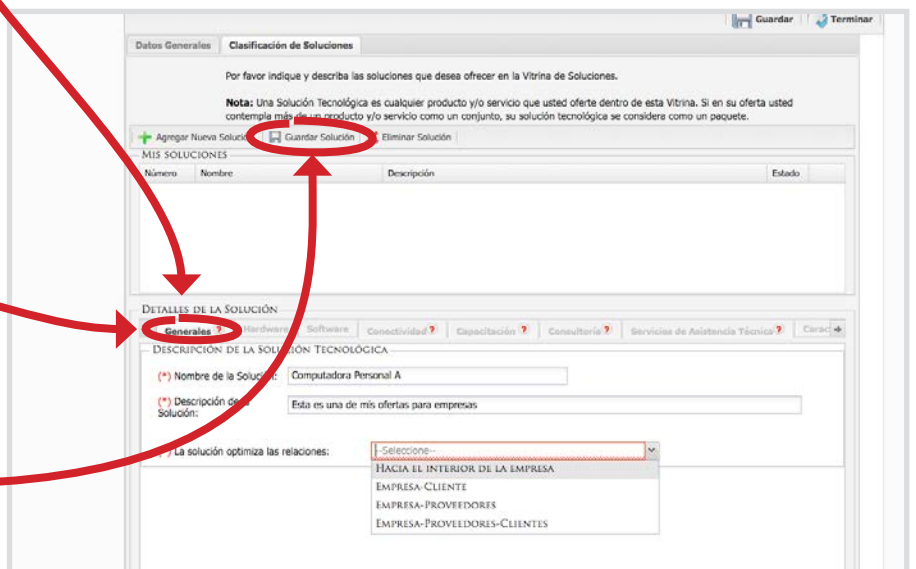 Guardar Terminar
Datos Generales Clasificación de Soluciones
Por favor indique y describa las soluciones que desea ofrecer en la Vitrina de Soluciones.
Nota: Una Solución Tecnológica es cualquier producto y/o servicio que usted oferte dentro de esta Vitrina. Si en su oferta usted
contempla más de un producto y/o servicio como un conjunto, su solución tecnológica se considera como un paquete.
Agregar Nueva Solución Guardar Solución Eliminar Solución
MIS SOLUCIONES
Número Nombre Descripción Estado
DETALLES DE LA SOLUCIÓN
Generales ? Hardware Software Conectividad ? Capacitación ? Consultoría ? Servicios de Asistencia Técnica ? Carac
DESCRIPCIÓN DE LA SOLUCIÓN TECNOLÓGICA
(*) Nombre de la Solución: Computadora Personal A
(*) Descripción de la
Solución: Esta es una de mis ofertas para empresas
(*) La solución optimiza las relaciones: --Seleccione--
HACIA EL INTERIOR DE LA EMPRESA
EMPRESA-CLIENTE
EMPRESA-PROVEEDORES
EMPRESA-PROVEEDORES-CLIENTES